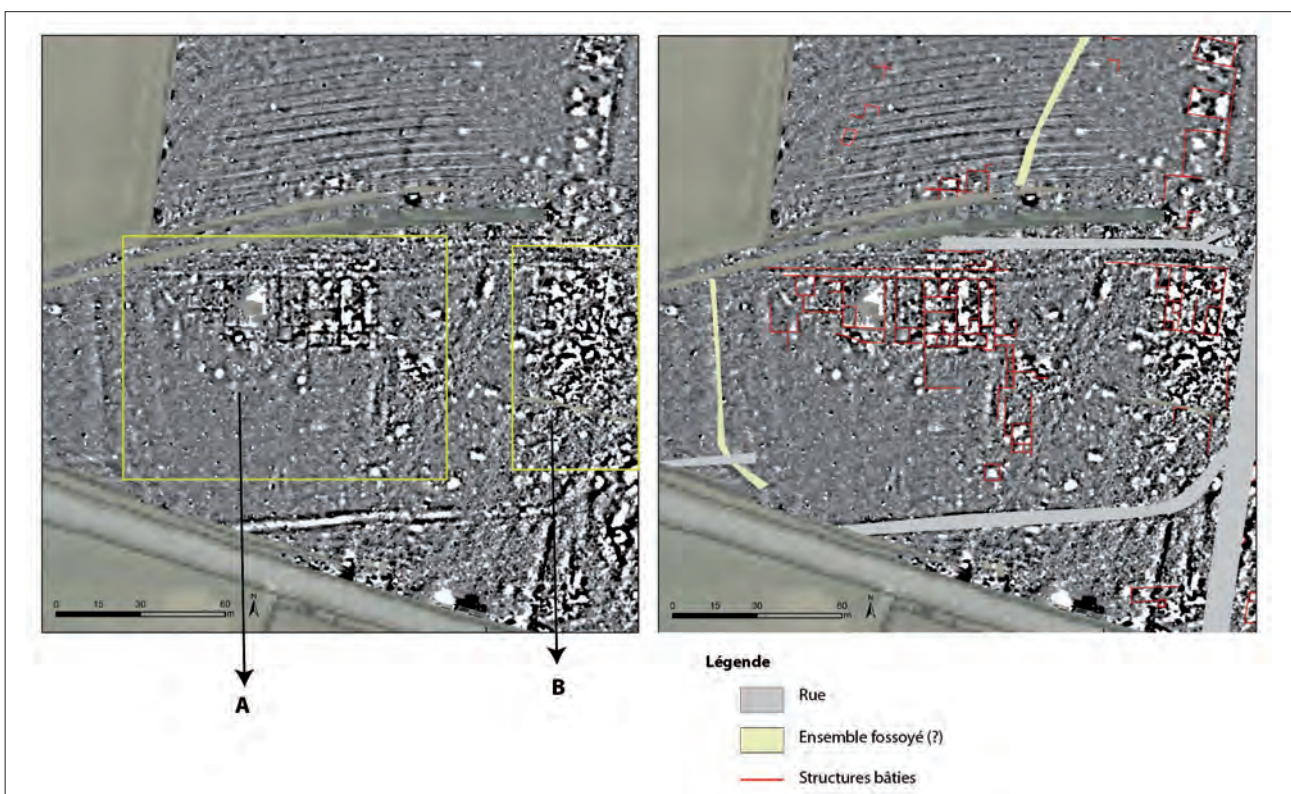 0 15 30 60
m
N
0 15 30 60
m
N
A
B
Légende
Rue
Ensemble fossoyé (?)
Structures bâties